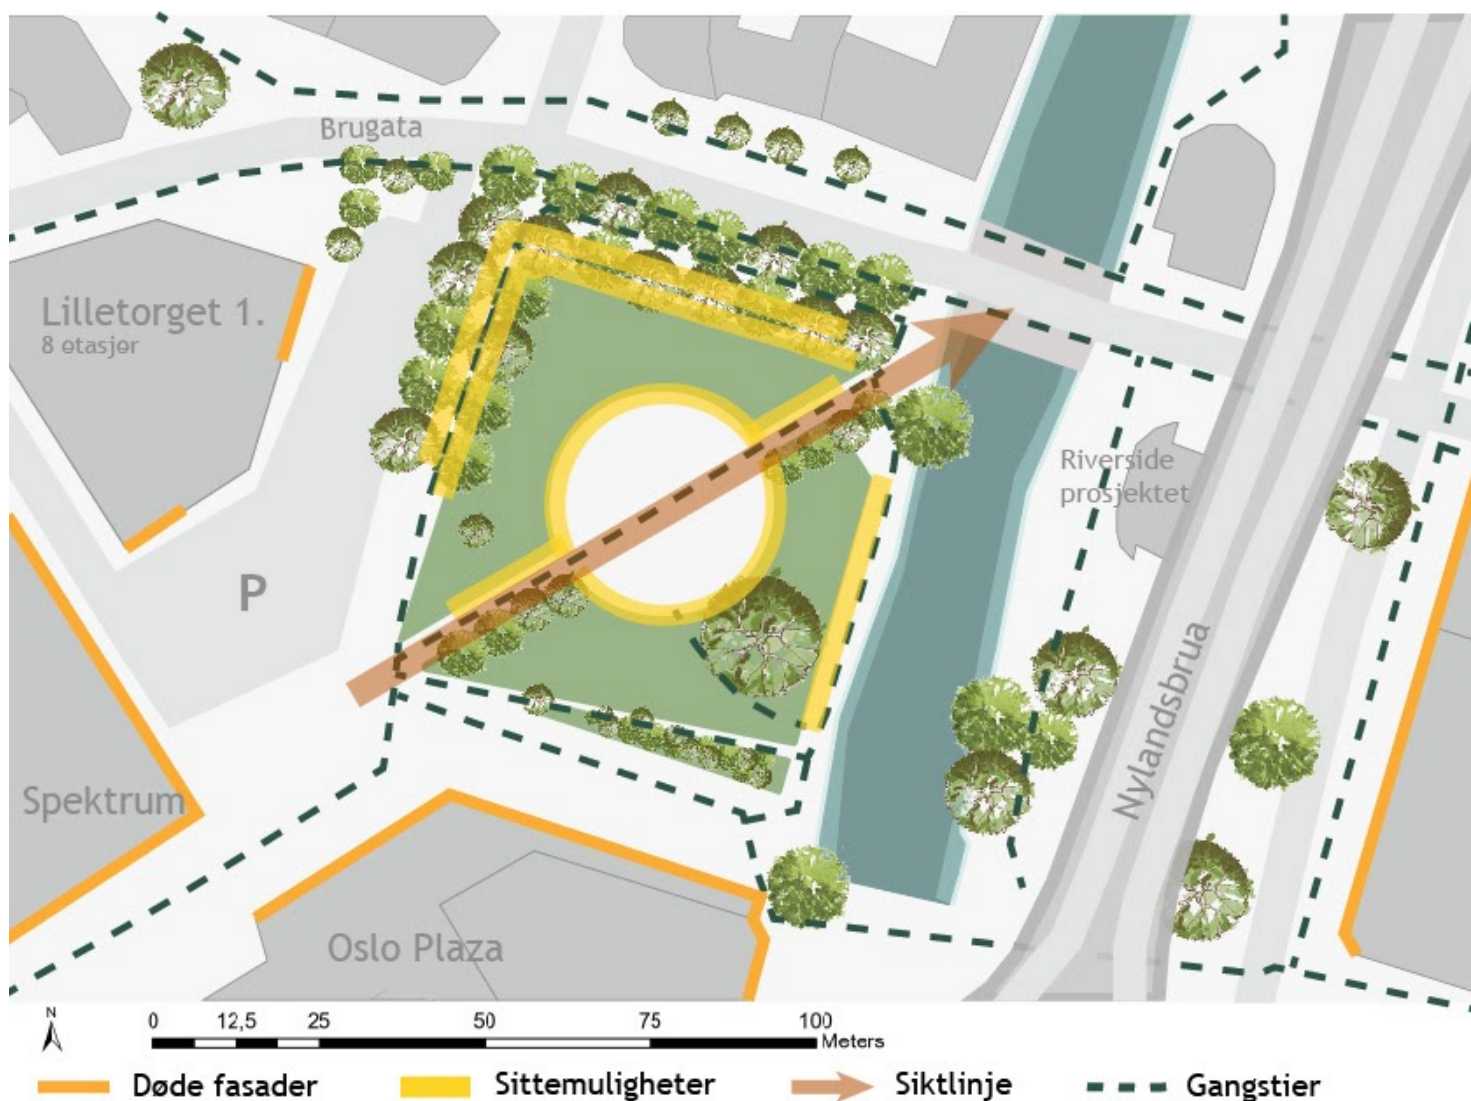 Brugata
Lilletorget 1.
8 etasjer
P
Riverside
prosjektet
Nylandsbrua
Spektrum
Oslo Plaza
N
0 12,5 25 50 75 100
Meters
Døde fasader Sittemuligheter Siktlinje Gangstier